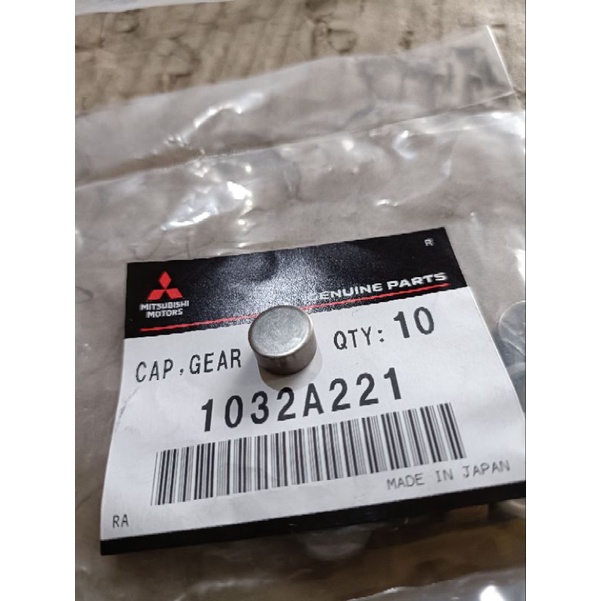 R
MITSUBISHI
MOTORS
GENUINE PARTS
CAP,GEAR
QTY: 10
1032A221
MADE IN JAPAN
RA